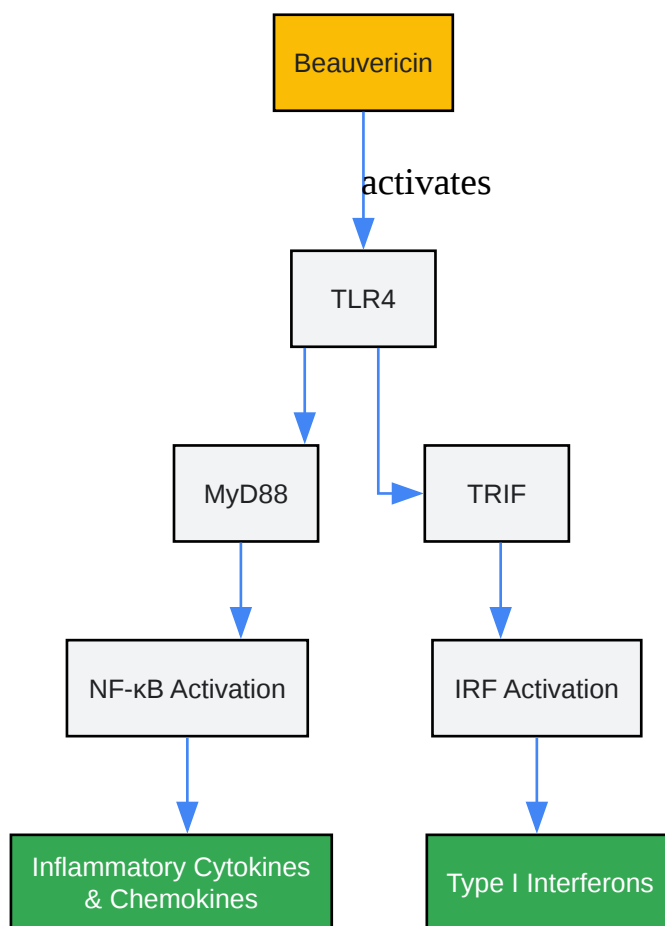 Beauvericin
activates
TLR4
MyD88
TRIF
NF-κB Activation
IRF Activation
Inflammatory Cytokines
& Chemokines
Type I Interferons